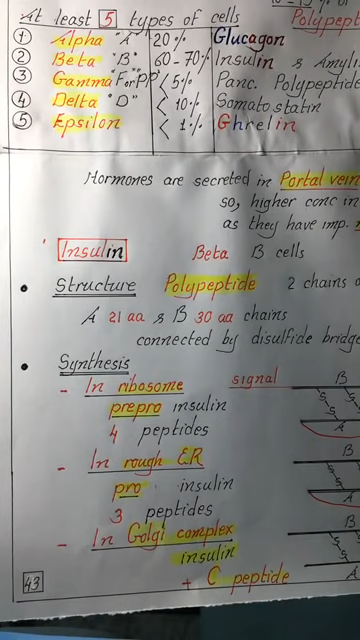 Polypept
At least 5 types of cells
① Alpha "A" 20% Glucagon
② Beta "B" 60-70% Insulin & Amyli
③ Gamma "F or PP" < 5% Panc. Polypeptide
④ Delta "D" < 10% Somatostatin
⑤ Epsilon < 1% Ghrelin
Hormones are secreted in Portal vein
so, higher conc in
as they have imp.
Insulin Beta B cells
• Structure Polypeptide 2 chains
A 21 aa & B 30 aa chains
connected by disulfide bridge
• Synthesis
- In ribosome signal B
prepro insulin S S
4 peptides A
- In rough ER B
pro insulin S S
3 peptides A
- In Golgi complex B
insulin S S
+ C peptide A
43